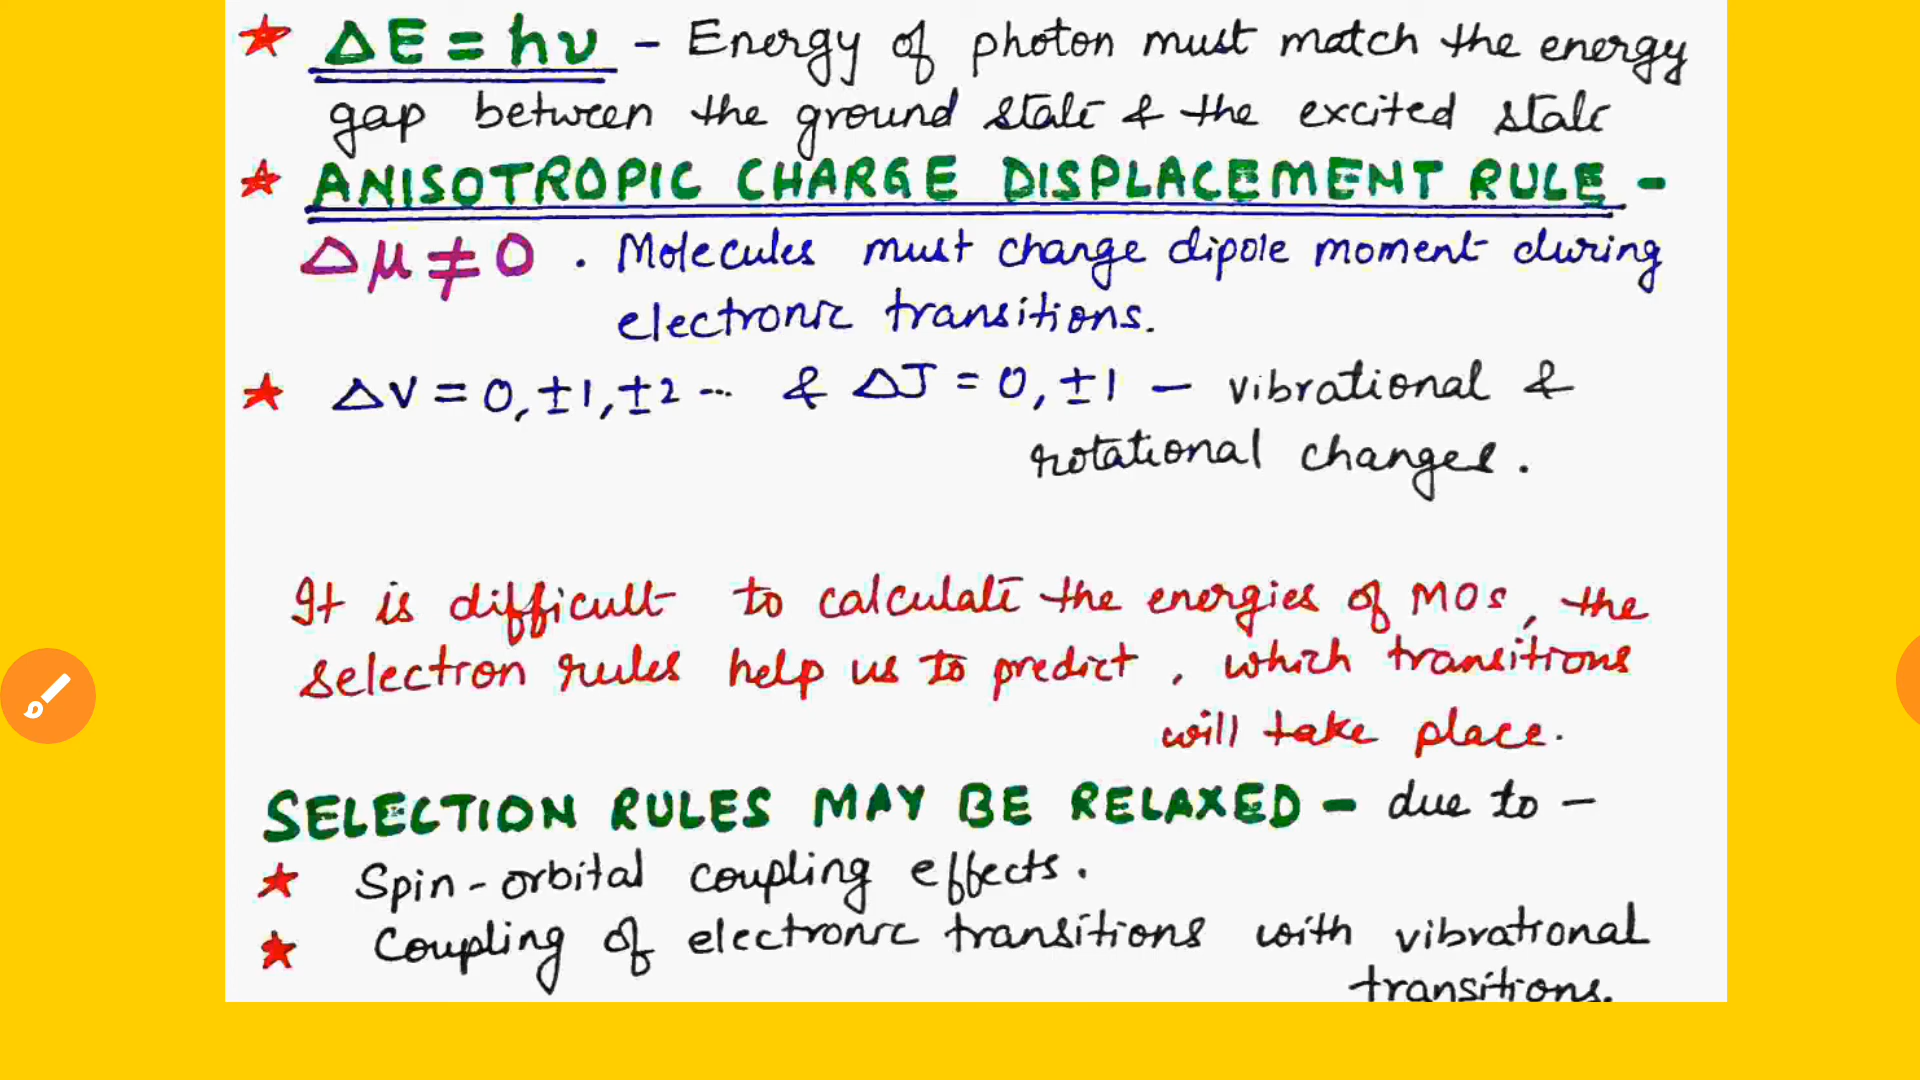 ★ ΔE = hν - Energy of photon must match the energy
gap between the ground state & the excited state
★ ANISOTROPIC CHARGE DISPLACEMENT RULE -
Δμ ≠ 0 . Molecules must change dipole moment during
electronic transitions.
★ ΔV = 0, ±1, ±2 ... & ΔJ = 0, ±1 - vibrational &
rotational changes.
It is difficult to calculate the energies of MOs, the
selection rules help us to predict, which transitions
will take place.
SELECTION RULES MAY BE RELAXED - due to -
★ Spin-orbital coupling effects.
★ Coupling of electronic transitions with vibrational
transitions.